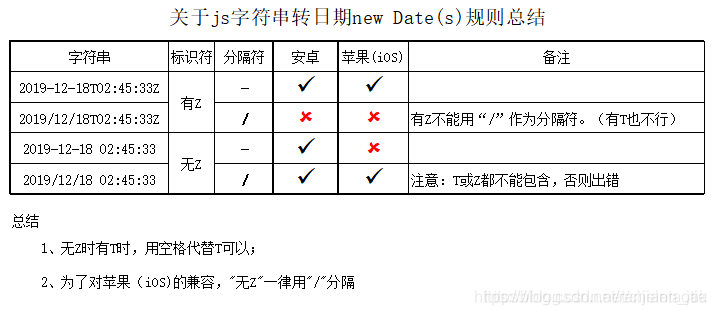 关于js字符串转日期new Date(s)规则总结
字符串 标识符 分隔符 安卓 苹果(iOS) 备注
2019-12-18T02:45:33Z 有Z - ✓ ✓
2019/12/18T02:45:33Z / ✗ ✗ 有Z不能用“/”作为分隔符。（有T也不行）
2019-12-18 02:45:33 无Z - ✓ ✗
2019/12/18 02:45:33 / ✓ ✓ 注意：T或Z都不能包含，否则出错
总结
1、无Z时有T时，用空格代替T可以；
2、为了对苹果（iOS)的兼容，"无Z"一律用"/"分隔